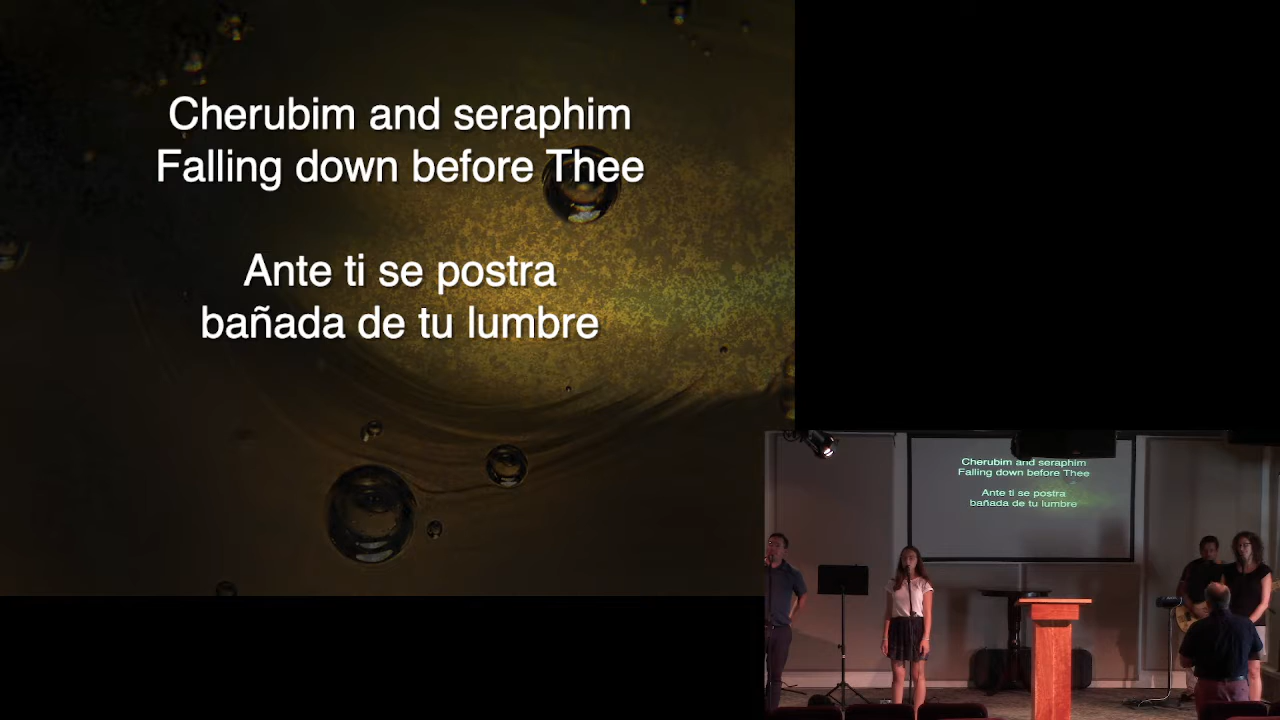 Cherubim and seraphim
Falling down before Thee
Ante ti se postra
bañada de tu lumbre
Cherubim and seraphim
Falling down before Thee
Ante ti se postra
bañada de tu lumbre